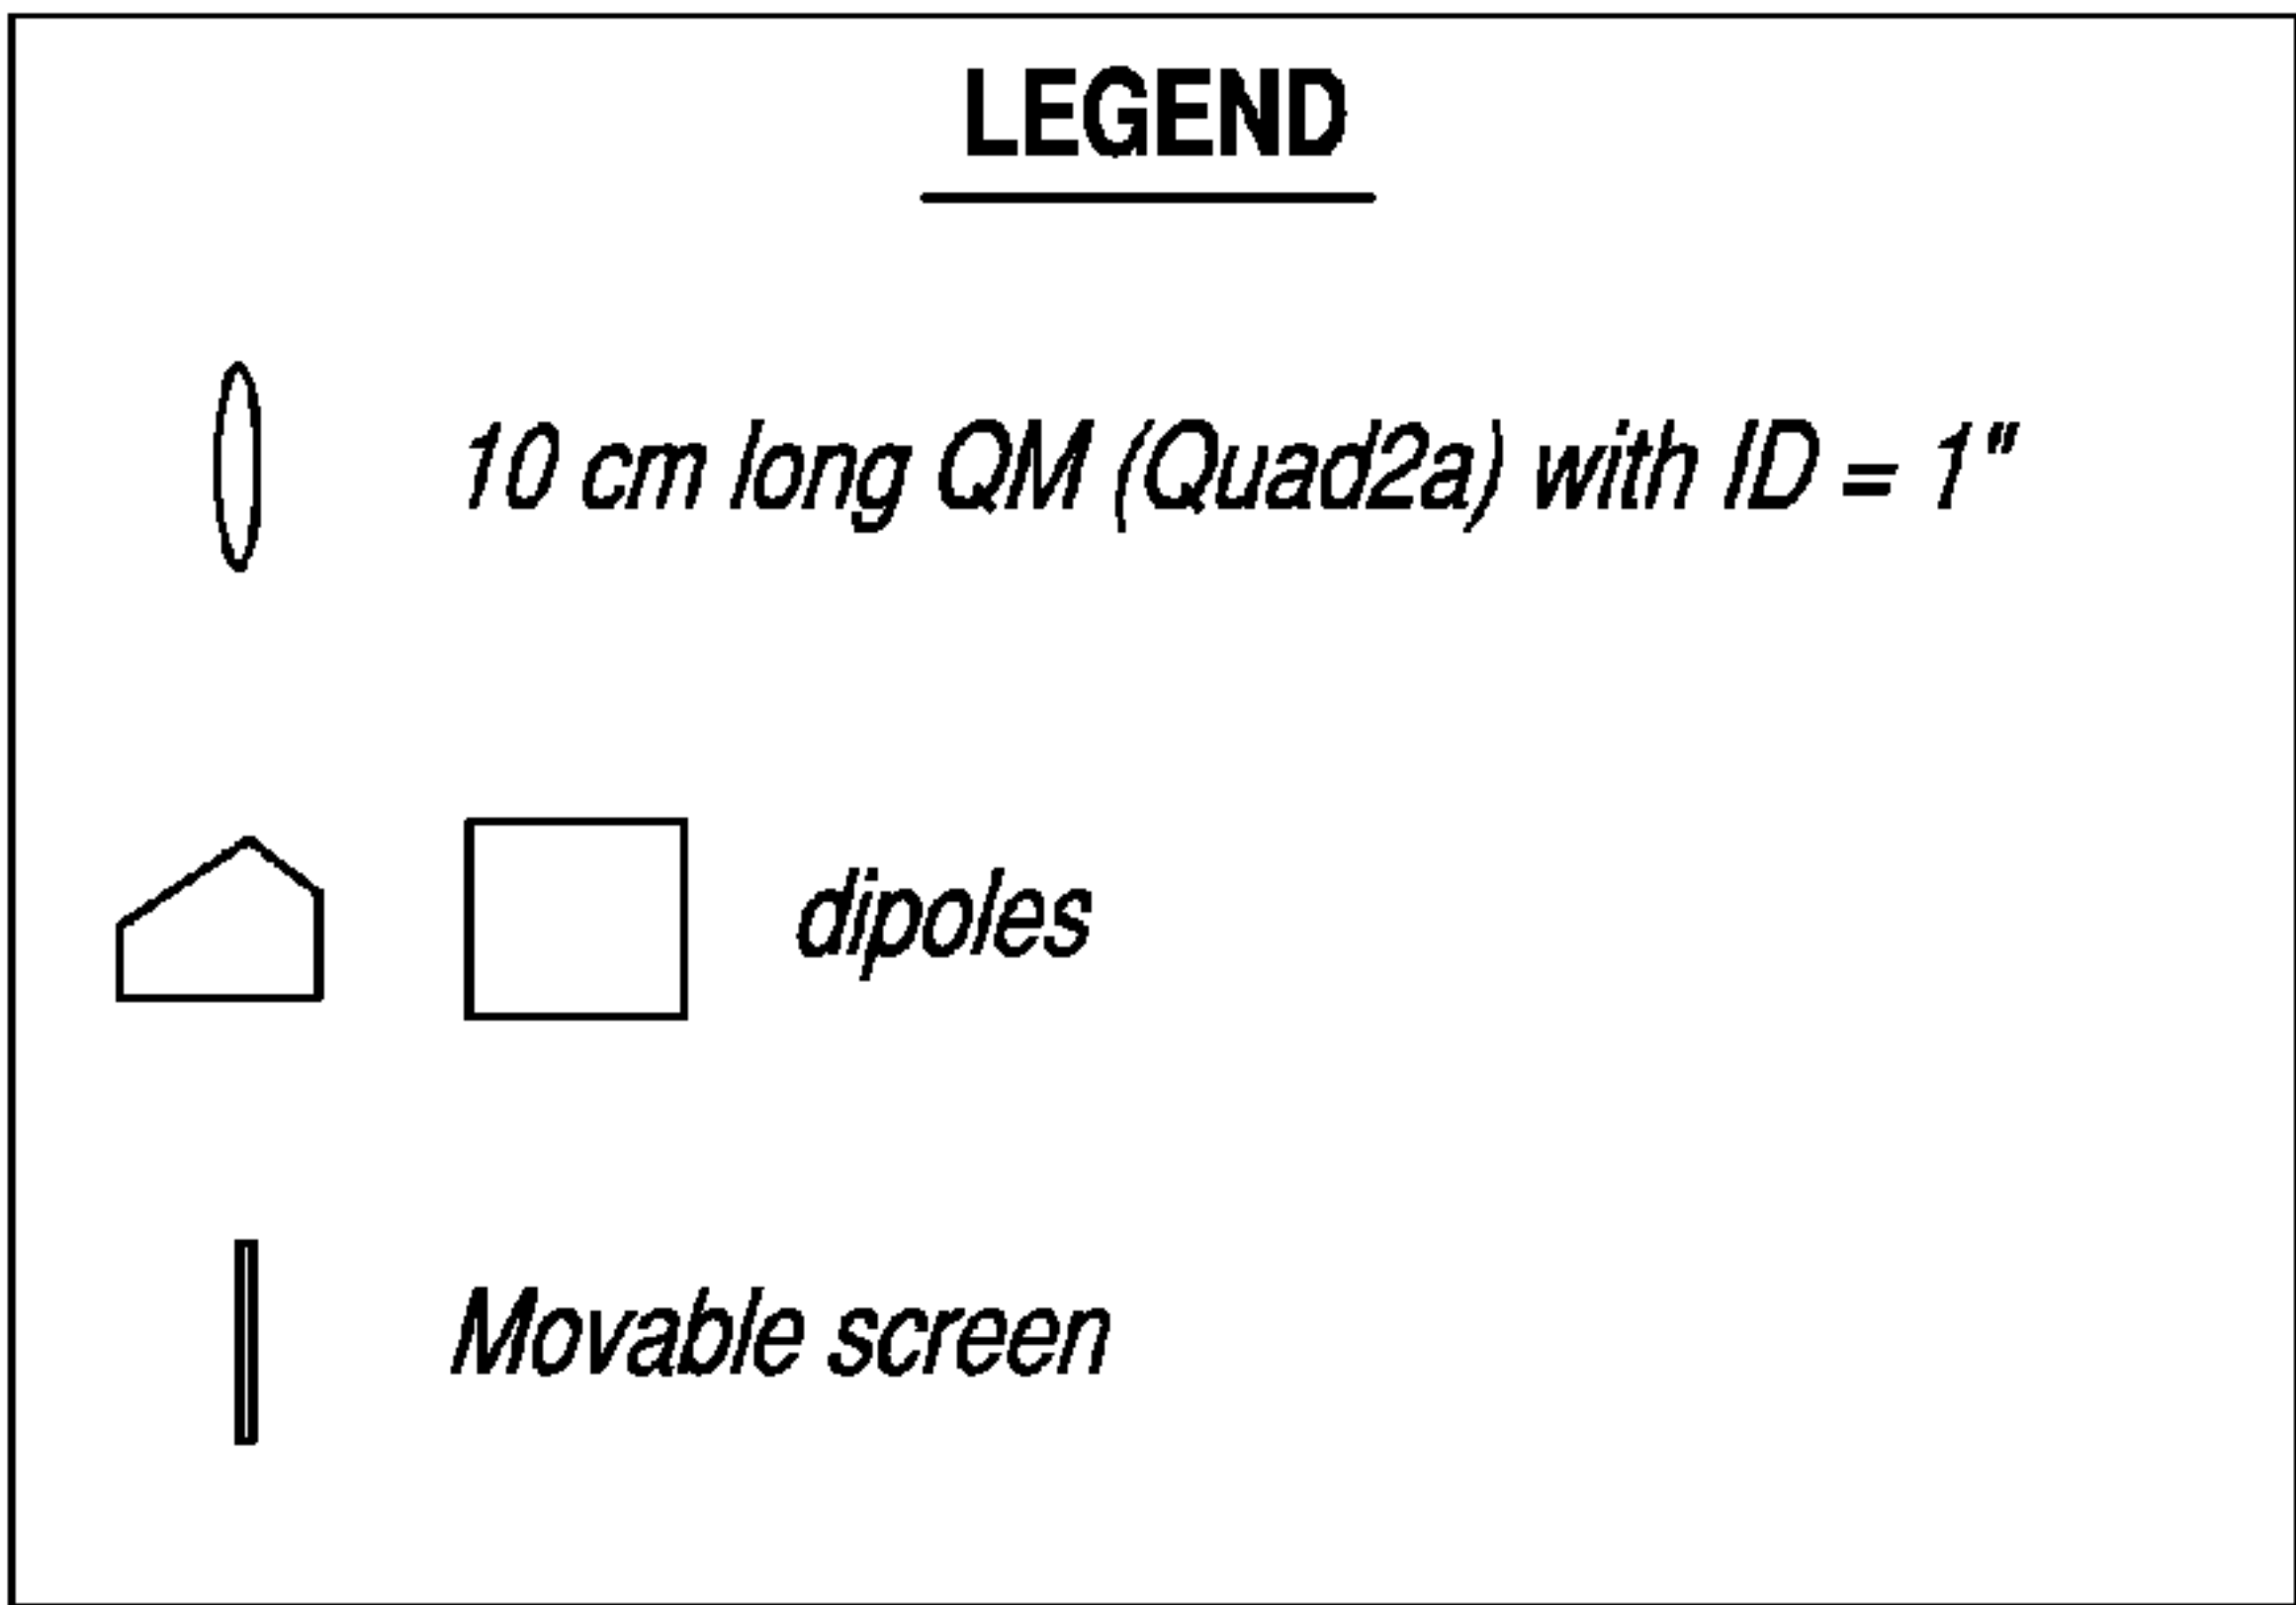 LEGEND
10 cm long QM (Quad2a) with ID = 1"
dipoles
Movable screen